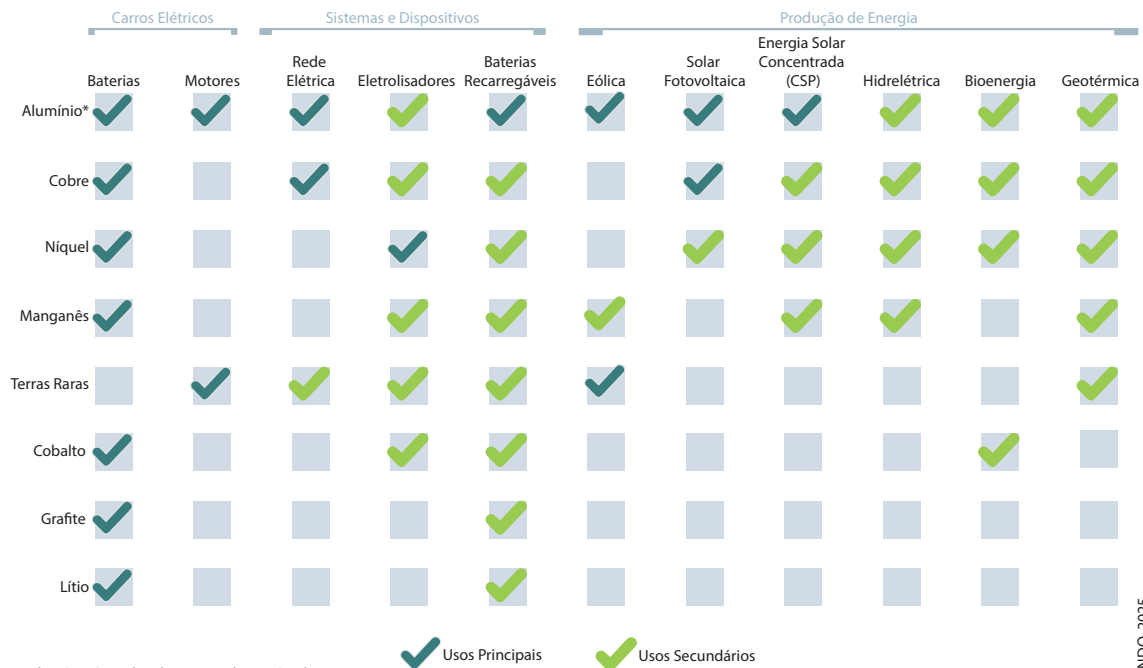 Carros Elétricos
Sistemas e Dispositivos
Produção de Energia
Baterias
Motores
Rede
Elétrica
Eletrolisadores
Baterias
Recarregáveis
Eólica
Solar
Fotovoltaica
Energia Solar
Concentrada
(CSP)
Hidrelétrica
Bioenergia
Geotérmica
Alumínio*
Cobre
Níquel
Manganês
Terras Raras
Cobalto
Grafite
Lítio
Usos Principais
Usos Secundários
2025